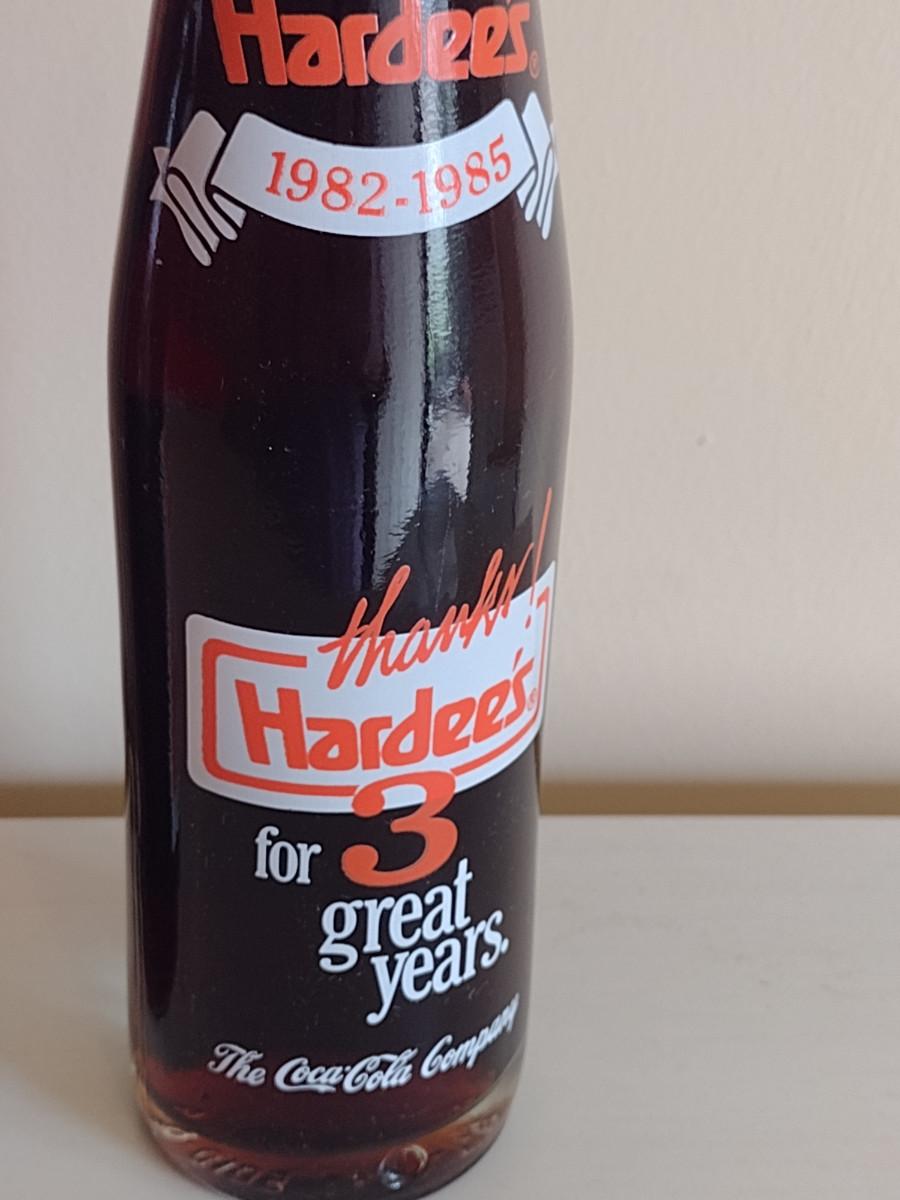 Hardee's®
1982-1985
thanks!
Hardee's®
for 3
great
years.
The Coca-Cola Company